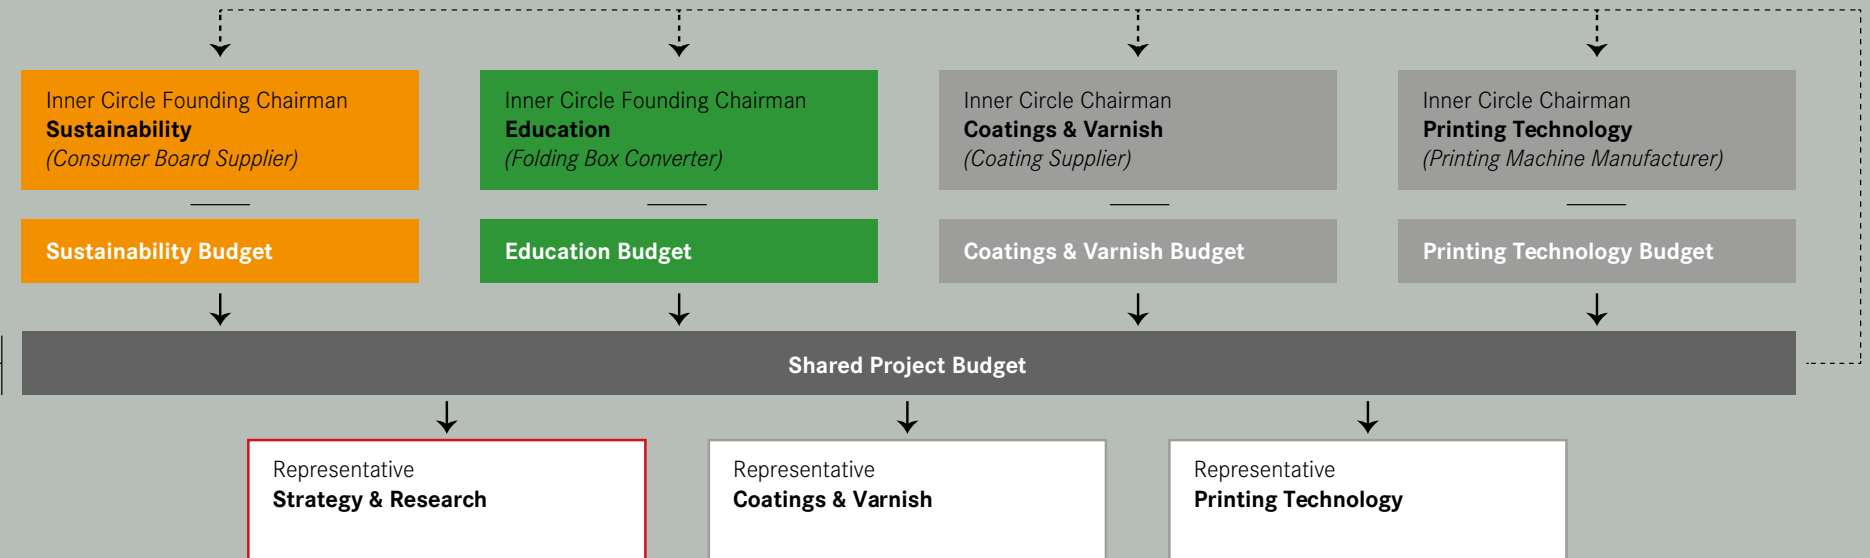 Inner Circle Founding Chairman
Sustainability
(Consumer Board Supplier)
Inner Circle Founding Chairman
Education
(Folding Box Converter)
Inner Circle Chairman
Coatings & Varnish
(Coating Supplier)
Inner Circle Chairman
Printing Technology
(Printing Machine Manufacturer)
Sustainability Budget
Education Budget
Coatings & Varnish Budget
Printing Technology Budget
Shared Project Budget
Representative
Strategy & Research
Representative
Coatings & Varnish
Representative
Printing Technology